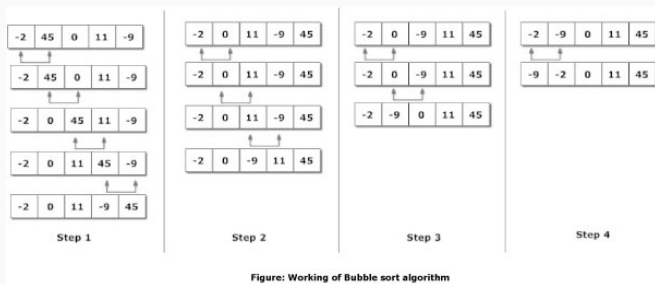 -2 45 0 11 -9
-2 45 0 11 -9
-2 0 45 11 -9
-2 0 11 45 -9
-2 0 11 -9 45
Step 1
-2 0 11 -9 45
-2 0 11 -9 45
-2 0 11 -9 45
-2 0 -9 11 45
Step 2
-2 0 -9 11 45
-2 0 -9 11 45
-2 -9 0 11 45
Step 3
-2 -9 0 11 45
-9 -2 0 11 45
Step 4
Figure: Working of Bubble sort algorithm